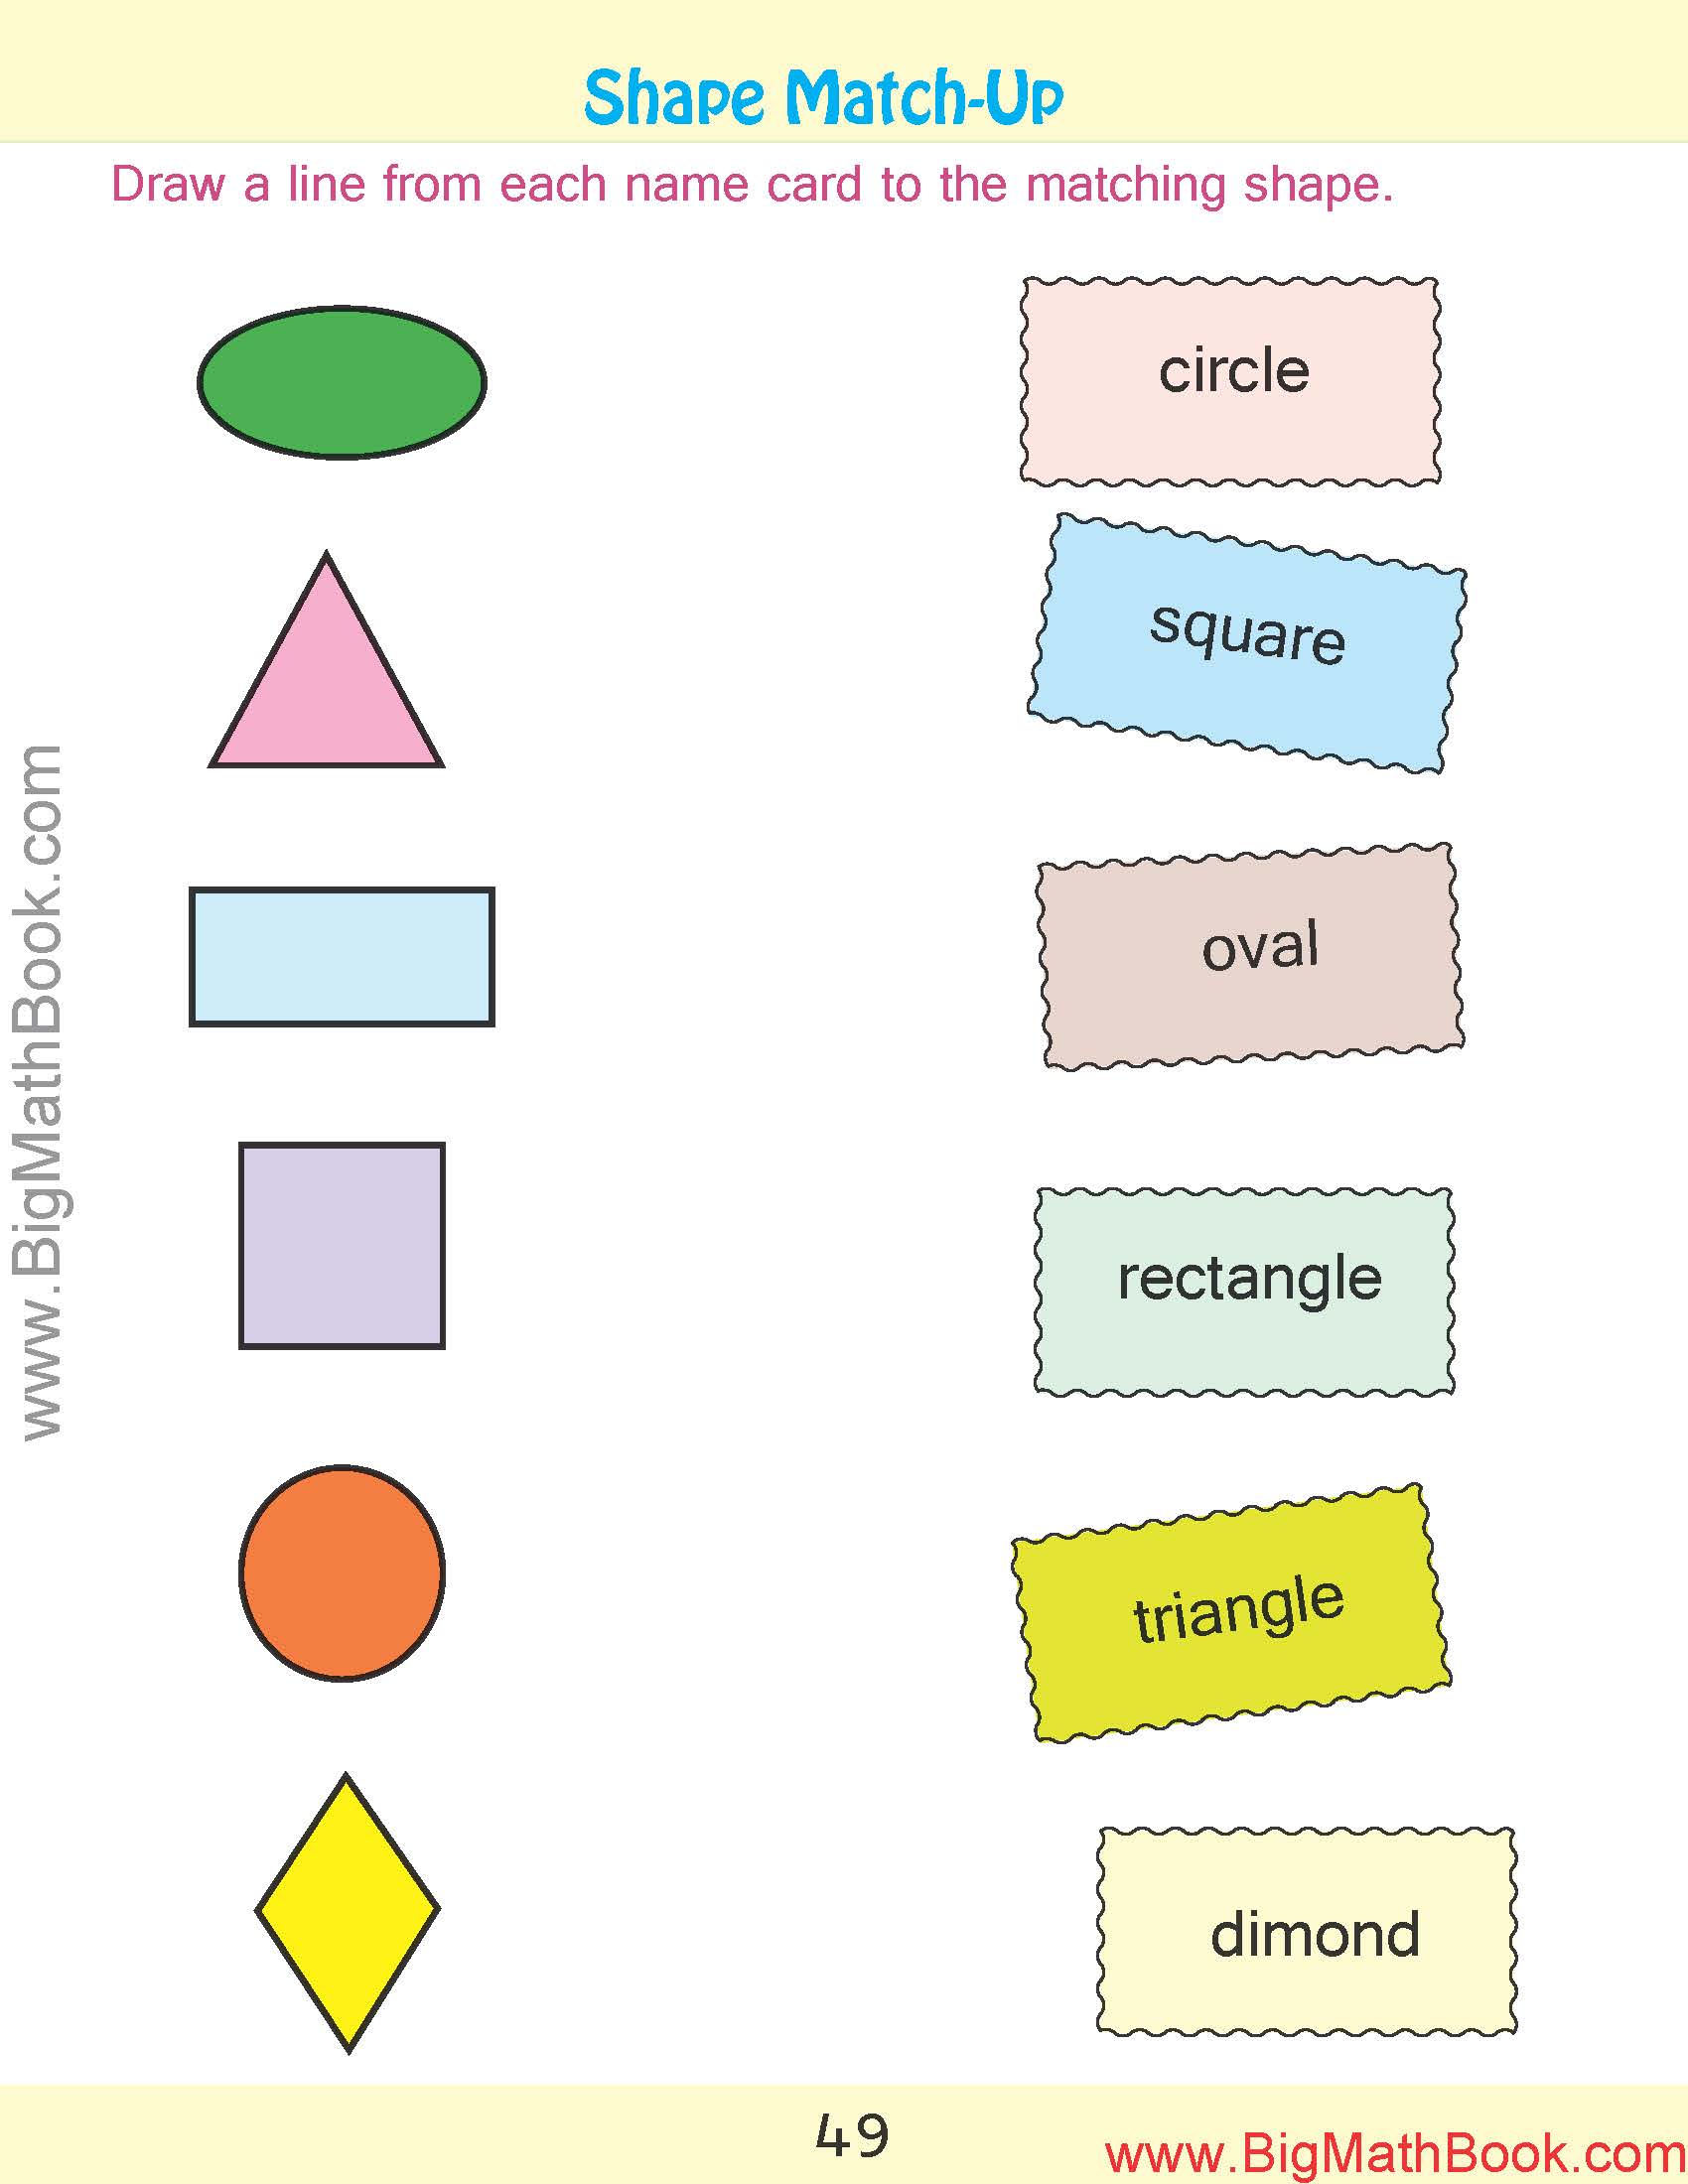 Shape Match-Up
Draw a line from each name card to the matching shape.
circle
square
oval
rectangle
triangle
dimond
www.BigMathBook.com
49
www.BigMathBook.com